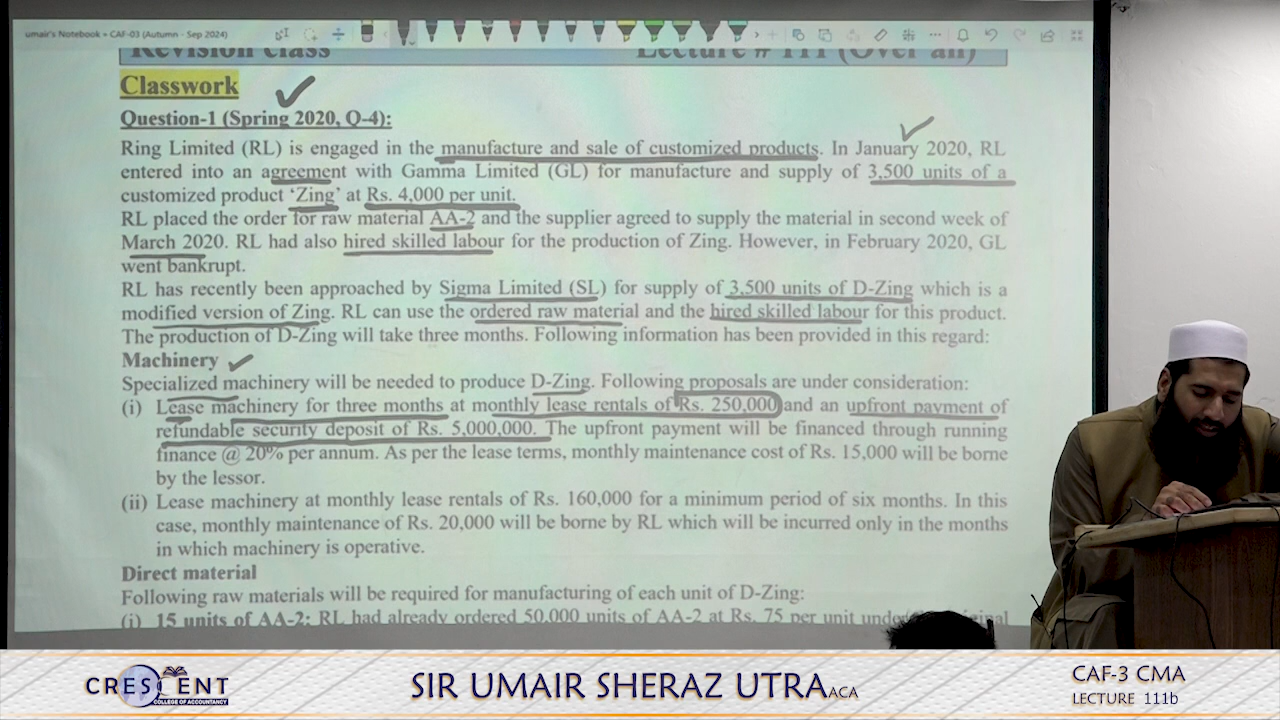 umair's Notebook » CAF-03 (Autumn - Sep 2024)
Revision class Lecture # 111 (Over all)
Classwork
Question-1 (Spring 2020, Q-4):
Ring Limited (RL) is engaged in the manufacture and sale of customized products. In January 2020, RL
entered into an agreement with Gamma Limited (GL) for manufacture and supply of 3,500 units of a
customized product ‘Zing’ at Rs. 4,000 per unit.
RL placed the order for raw material AA-2 and the supplier agreed to supply the material in second week of
March 2020. RL had also hired skilled labour for the production of Zing. However, in February 2020, GL
went bankrupt.
RL has recently been approached by Sigma Limited (SL) for supply of 3,500 units of D-Zing which is a
modified version of Zing. RL can use the ordered raw material and the hired skilled labour for this product.
The production of D-Zing will take three months. Following information has been provided in this regard:
Machinery
Specialized machinery will be needed to produce D-Zing. Following proposals are under consideration:
(i) Lease machinery for three months at monthly lease rentals of Rs. 250,000 and an upfront payment of
refundable security deposit of Rs. 5,000,000. The upfront payment will be financed through running
finance @ 20% per annum. As per the lease terms, monthly maintenance cost of Rs. 15,000 will be borne
by the lessor.
(ii) Lease machinery at monthly lease rentals of Rs. 160,000 for a minimum period of six months. In this
case, monthly maintenance of Rs. 20,000 will be borne by RL which will be incurred only in the months
in which machinery is operative.
Direct material
Following raw materials will be required for manufacturing of each unit of D-Zing:
(i) 15 units of AA-2: RL had already ordered 50,000 units of AA-2 at Rs. 75 per unit
CRESCENT
COLLEGE OF ACCOUNTANCY
SIR UMAIR SHERAZ UTRA ACA
CAF-3 CMA
LECTURE 111b